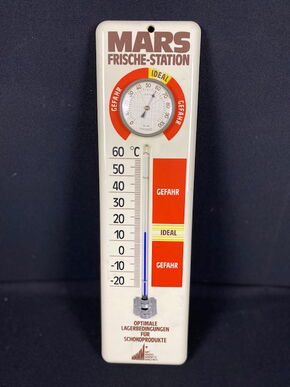 MARS
FRISCHE-STATION
IDEAL
GEFAHR
GEFAHR
60 °C
50
40
30
20
10
0
-10
-20
GEFAHR
IDEAL
GEFAHR
OPTIMALE
LAGERBEDINGUNGEN
FÜR
SCHOKOPRODUKTE